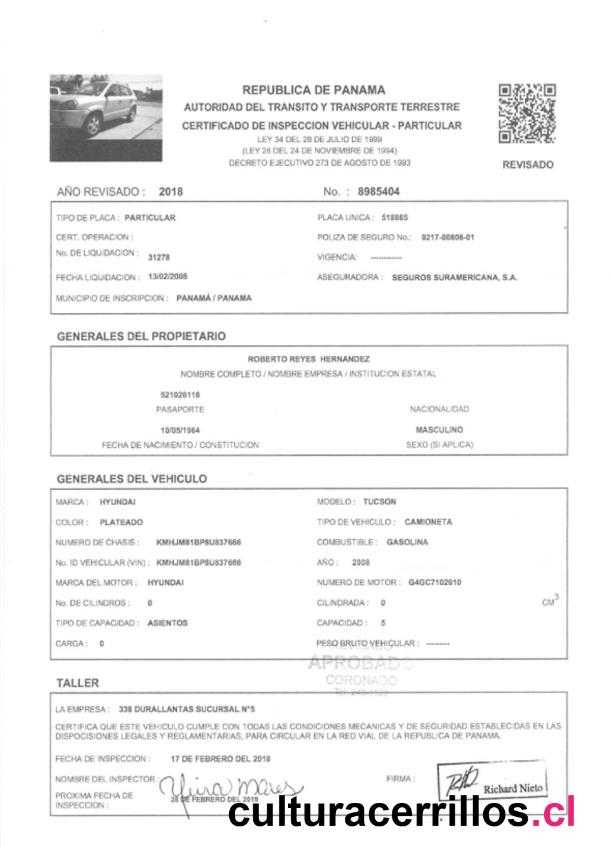 REPUBLICA DE PANAMA
AUTORIDAD DEL TRANSITO Y TRANSPORTE TERRESTRE
CERTIFICADO DE INSPECCION VEHICULAR - PARTICULAR
LEY 34 DEL 28 DE JULIO DE 1999
(LEY 26 DEL 24 DE NOVIEMBRE DE 1994)
DECRETO EJECUTIVO 273 DE AGOSTO DE 1993
REVISADO
AÑO REVISADO : 2018 No. : 8985404
TIPO DE PLACA : PARTICULAR PLACA UNICA : 518865
CERT. OPERACION : POLIZA DE SEGURO No.: 0217-00806-01
No. DE LIQUIDACION : 31278 VIGENCIA: ------------
FECHA LIQUIDACION : 13/02/2008 ASEGURADORA : SEGUROS SURAMERICANA, S.A.
MUNICIPIO DE INSCRIPCION : PANAMÁ / PANAMA
GENERALES DEL PROPIETARIO
ROBERTO REYES HERNANDEZ
NOMBRE COMPLETO / NOMBRE EMPRESA / INSTITUCION ESTATAL
521026118
PASAPORTE NACIONALIDAD
10/05/1964 MASCULINO
FECHA DE NACIMIENTO / CONSTITUCION SEXO (SI APLICA)
GENERALES DEL VEHICULO
MARCA : HYUNDAI MODELO : TUCSON
COLOR : PLATEADO TIPO DE VEHICULO : CAMIONETA
NUMERO DE CHASIS : KMHJM81BP8U837666 COMBUSTIBLE : GASOLINA
No. ID VEHICULAR (VIN) : KMHJM81BP8U837666 AÑO : 2008
MARCA DEL MOTOR : HYUNDAI NUMERO DE MOTOR : G4GC7102610
No. DE CILINDROS : 0 CILINDRADA : 0 CM3
TIPO DE CAPACIDAD : ASIENTOS CAPACIDAD : 5
CARGA : 0 PESO BRUTO VEHICULAR : --------
APROBADO
CORONADO
TALLER
LA EMPRESA : 338 DURALLANTAS SUCURSAL N°5
CERTIFICA QUE ESTE VEHICULO CUMPLE CON TODAS LAS CONDICIONES MECANICAS Y DE SEGURIDAD ESTABLECIDAS EN LAS
DISPOCIONES LEGALES Y REGLAMENTARIAS, PARA CIRCULAR EN LA RED VIAL DE LA REPUBLICA DE PANAMA.
FECHA DE INSPECCION : 17 DE FEBRERO DEL 2018
NOMBRE DEL INSPECTOR : FIRMA :
Richard Nieto
PROXIMA FECHA DE
INSPECCION : 28 DE FEBRERO DEL 2019
culturacerrillos.cl